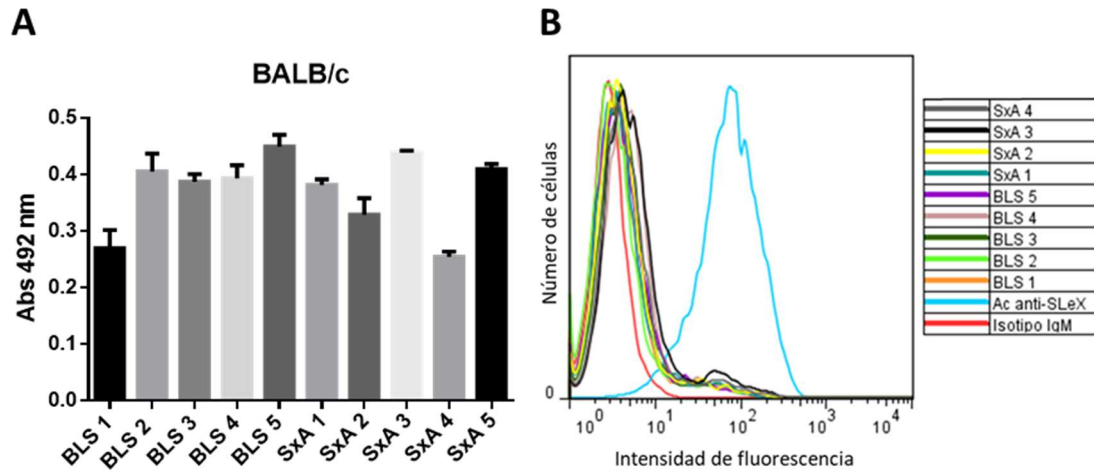 A
BALB/c
Abs 492 nm
0.5
0.4
0.3
0.2
0.1
0.0
BLS 1
BLS 2
BLS 3
BLS 4
BLS 5
SxA 1
SxA 2
SxA 3
SxA 4
SxA 5
B
Número de células
0
10⁰
10¹
10²
10³
10⁴
Intensidad de fluorescencia
SxA 4
SxA 3
SxA 2
SxA 1
BLS 5
BLS 4
BLS 3
BLS 2
BLS 1
Ac anti-SLeX
Isotipo IgM